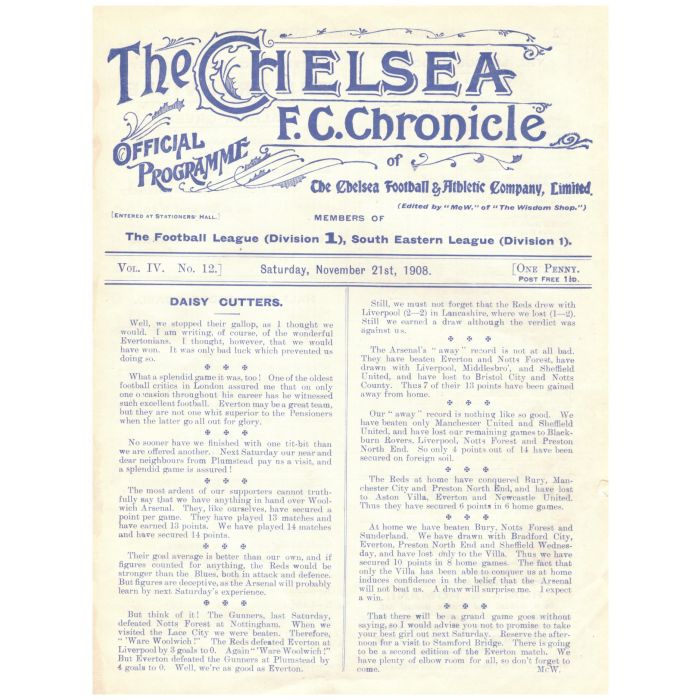 The CHELSEA
F.C. Chronicle
OFFICIAL
PROGRAMME
of
The Chelsea Football & Athletic Company, Limited.
(Edited by "McW." of "The Wisdom Shop.")
[ENTERED AT STATIONERS' HALL.]
MEMBERS OF
The Football League (Division 1), South Eastern League (Division 1).
VOL. IV. No. 12.]
Saturday, November 21st, 1908.
[ONE PENNY.
POST FREE 1½D.
DAISY CUTTERS.
Well, we stopped their gallop, as I thought we
would. I am writing, of course, of the wonderful
Evertonians. I thought, however, that we would
have won. It was only bad luck which prevented us
doing so.
What a splendid game it was, too! One of the oldest
football critics in London assured me that on only
one occasion throughout his career has he witnessed
such excellent football. Everton may be a great team,
but they are not one whit superior to the Pensioners
when the latter go all out for glory.
No sooner have we finished with one tit-bit than
we are offered another. Next Saturday our near and
dear neighbours from Plumstead pay us a visit, and
a splendid game is assured!
The most ardent of our supporters cannot truth-
fully say that we have anything in hand over Wool-
wich Arsenal. They, like ourselves, have secured a
point per game. They have played 13 matches and
have earned 13 points. We have played 14 matches
and have secured 14 points.
Their goal average is better than our own, and if
figures counted for anything, the Reds would be
stronger than the Blues, both in attack and defence.
But figures are deceptive, as the Arsenal will probably
learn by next Saturday's experience.
But think of it! The Gunners, last Saturday,
defeated Notts Forest at Nottingham. When we
visited the Lace City we were beaten. Therefore,
" 'Ware Woolwich!" The Reds defeated Everton at
Liverpool by 3 goals to 0. Again " 'Ware Woolwich!"
But Everton defeated the Gunners at Plumstead by
4 goals to 0. Well, we're as good as Everton.
Still, we must not forget that the Reds drew with
Liverpool (2—2) in Lancashire, where we lost (1—2).
Still we earned a draw although the verdict was
against us.
The Arsenal's "away" record is not at all bad.
They have beaten Everton and Notts Forest, have
drawn with Liverpool, Middlesbro', and Sheffield
United, and have lost to Bristol City and Notts
County. Thus 7 of their 13 points have been gained
away from home.
Our "away" record is nothing like so good. We
have beaten only Manchester United and Sheffield
United, and have lost our remaining games to Black-
burn Rovers, Liverpool, Notts Forest and Preston
North End. So only 4 points out of 14 have been
secured on foreign soil.
The Reds at home have conquered Bury, Man-
chester City and Preston North End, and have lost
to Aston Villa, Everton and Newcastle United.
Thus they have secured 6 points in 6 home games.
At home we have beaten Bury, Notts Forest and
Sunderland. We have drawn with Bradford City,
Everton, Preston North End and Sheffield Wednes-
day, and have lost only to the Villa. Thus we have
secured 10 points in 8 home games. The fact that
only the Villa has been able to conquer us at home
induces confidence in the belief that the Arsenal
will not beat us. A draw will surprise me. I expect
a win.
That there will be a grand game goes without
saying, so I would advise you not to promise to take
your best girl out next Saturday. Reserve the after-
noon for a visit to Stamford Bridge. There is going
to be a second edition of the Everton match. We
have plenty of elbow room for all, so don't forget to
come. McW.